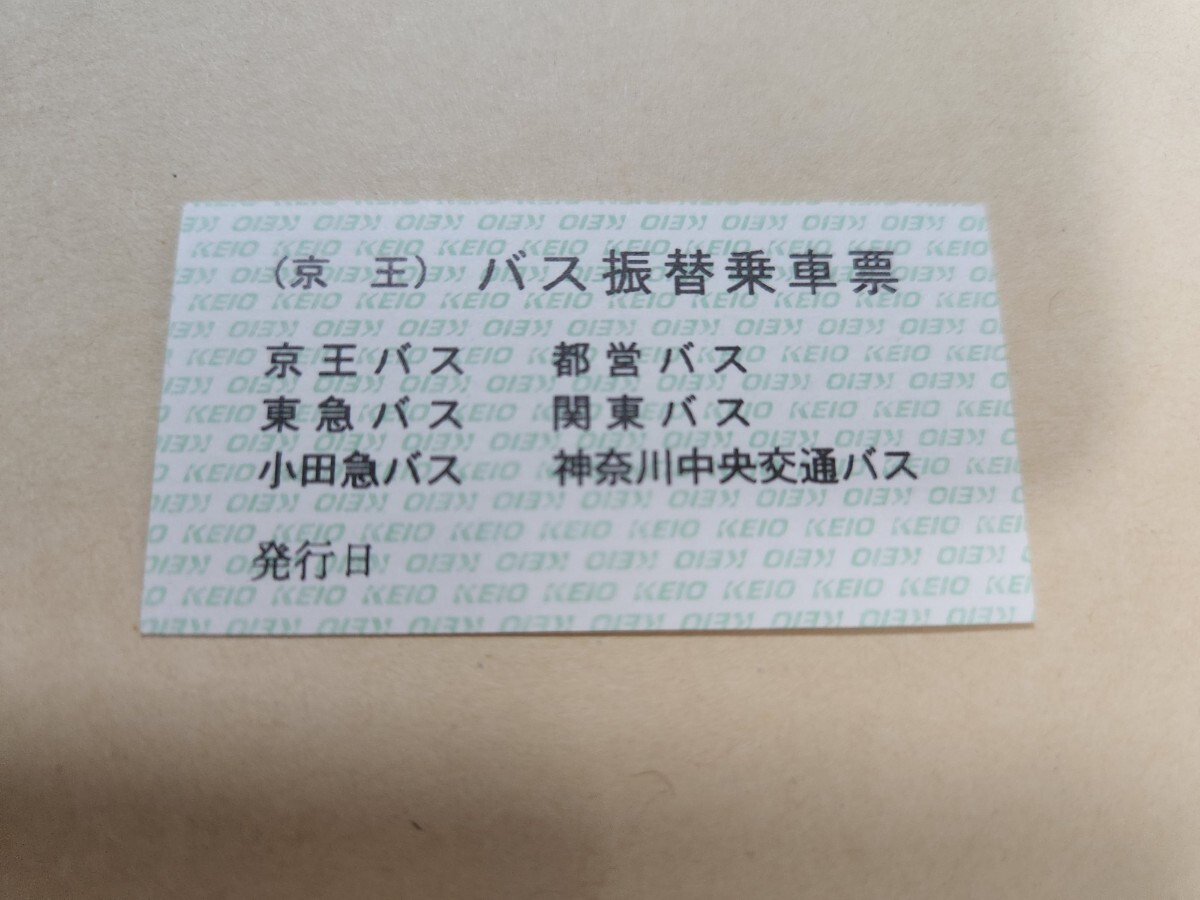 (京 王) バス振替乗車票
京王バス 都営バス
東急バス 関東バス
小田急バス 神奈川中央交通バス
発行日